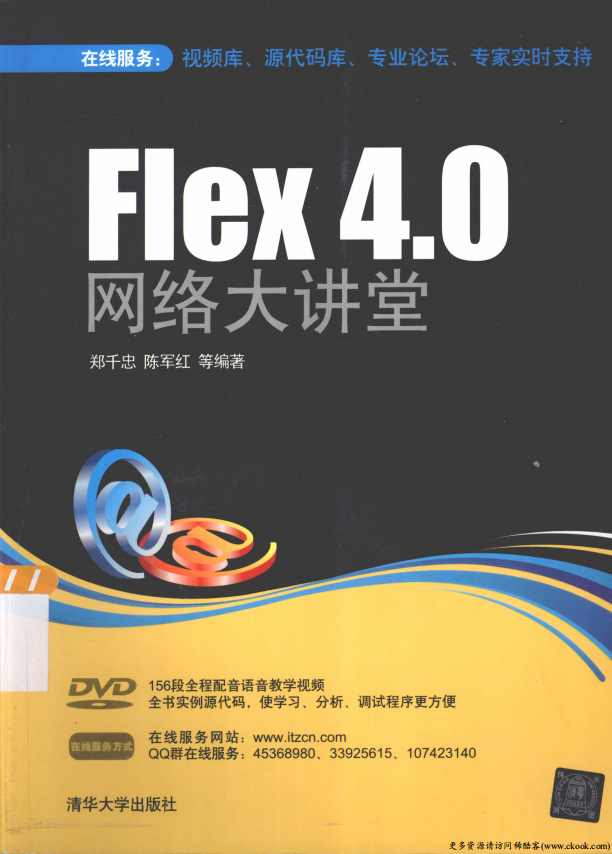 在线服务： 视频库、源代码库、专业论坛、专家实时支持
Flex 4.0
网络大讲堂
郑千忠 陈军红 等编著
DVD 156段全程配音语音教学视频
全书实例源代码，使学习、分析、调试程序更方便
在线服务方式 在线服务网站：www.itzcn.com
QQ群在线服务：45368980、33925615、107423140
清华大学出版社
更多资源请访问稀酷客(www.ckook.com)